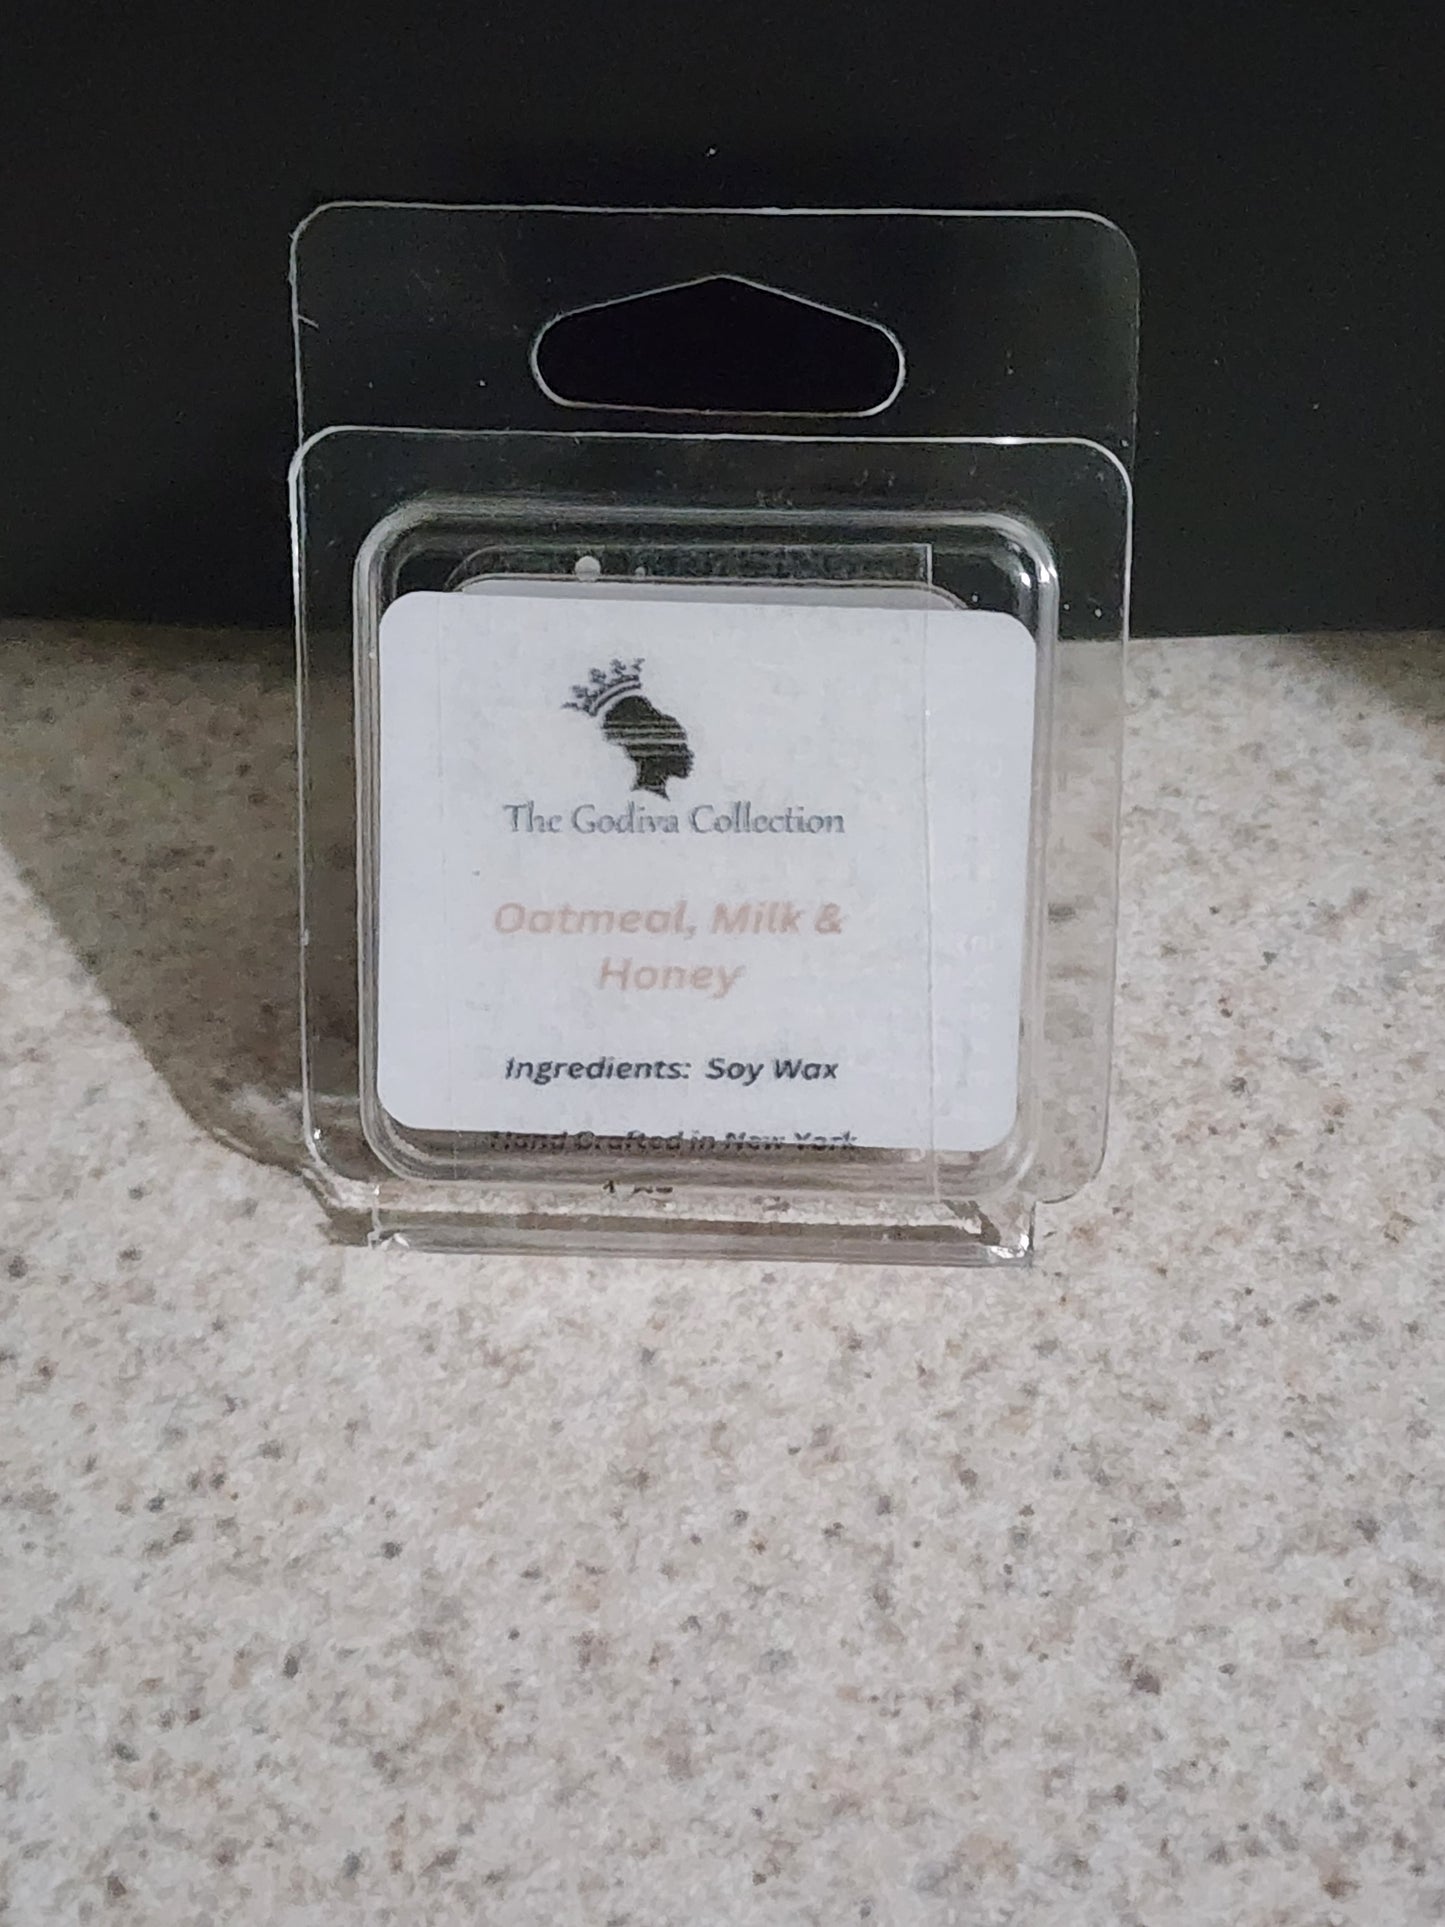 The Godiva Collection
Oatmeal, Milk &
Honey
Ingredients: Soy Wax
Hand Crafted in New York